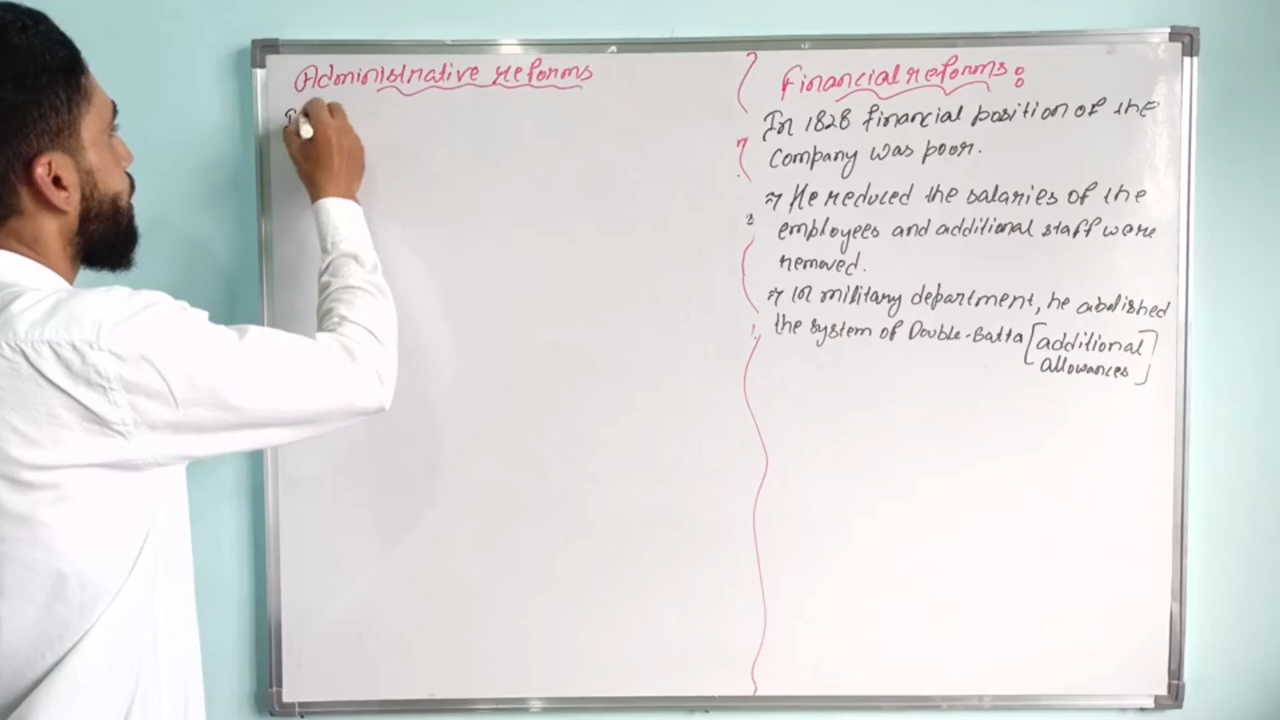 Administrative reforms
Financial reforms:
In 1828 financial position of the
Company was poor.
→ He reduced the salaries of the
employees and additional staff were
removed.
→ In military department, he abolished
the system of Double-Batta [additional
allowances]